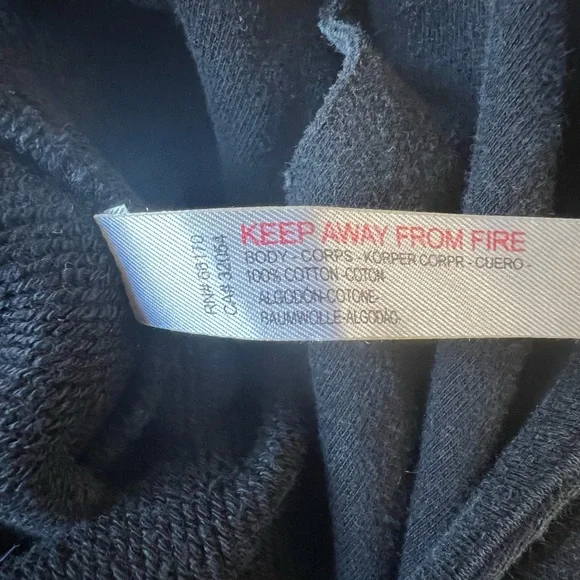 RN# 68170
CA# 32054
KEEP AWAY FROM FIRE
BODY - CORPS - KORPER CORPR - CUERO -
100% COTTON-COTON-
ALGODON-COTONE-
BAUMWOLLE-ALGODAO-